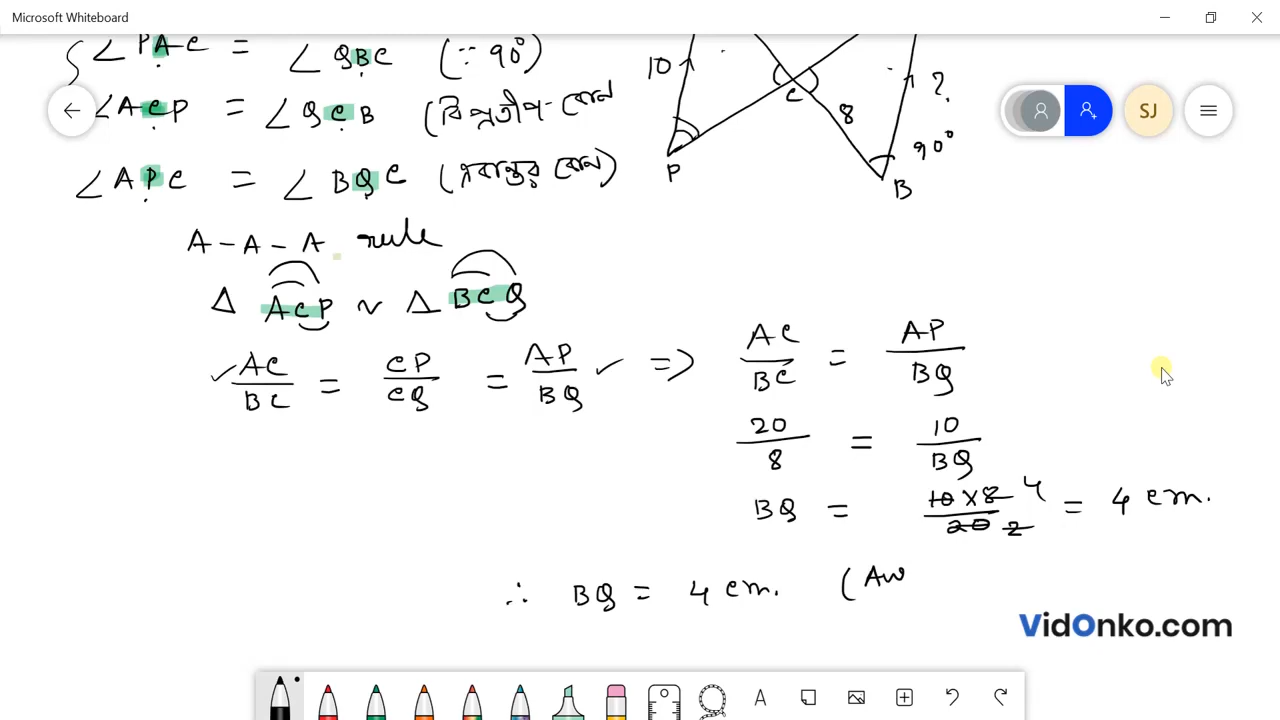 Microsoft Whiteboard
∠PAC = ∠QBC (∵ 90°)
∠ACP = ∠QCB (বিপ্রতীপ কোন
∠APC = ∠BQC (একান্তর কোন)
10
C
8
?
90°
P
B
SJ
A-A-A. rule
Δ ACP ~ Δ BCQ
AC/BC = CP/CQ = AP/BQ => AC/BC = AP/BQ
20/8 = 10/BQ
BQ = 10×8 4/20 2 = 4 cm.
∴ BQ = 4 cm. (Aw
VidOnko.com
A